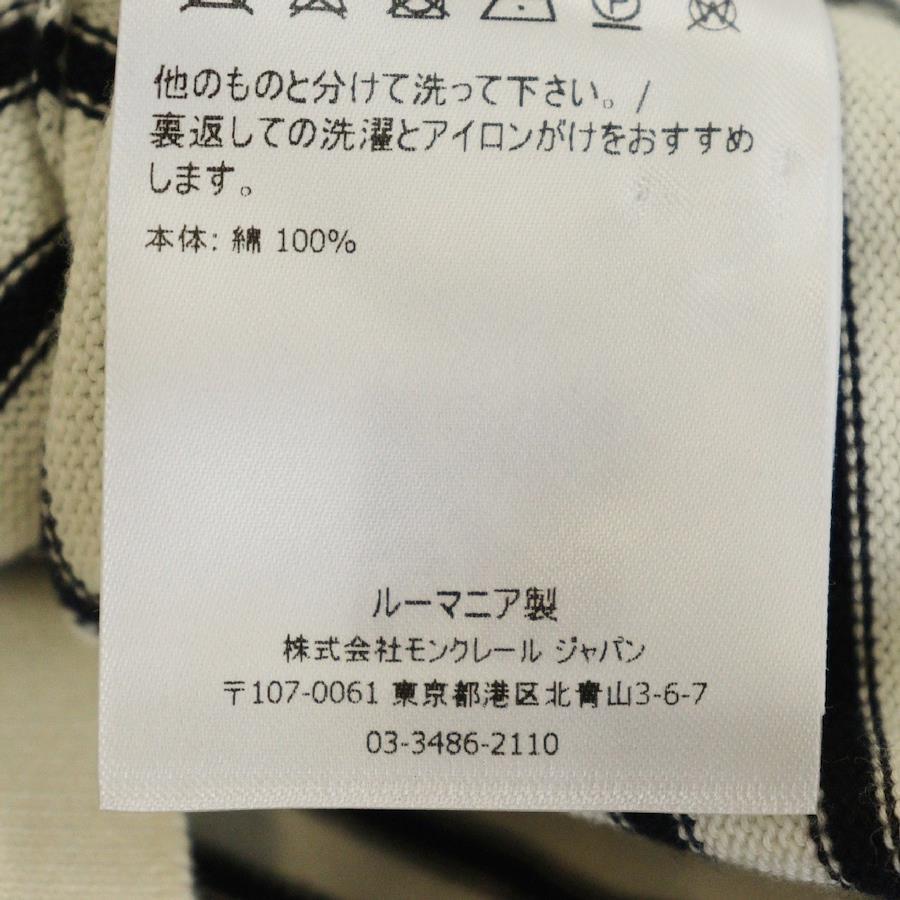 他のものと分けて洗って下さい。/
裏返しての洗濯とアイロンがけをおすすめ
します。
本体: 綿 100%
ルーマニア製
株式会社モンクレール ジャパン
〒107-0061 東京都港区北青山3-6-7
03-3486-2110